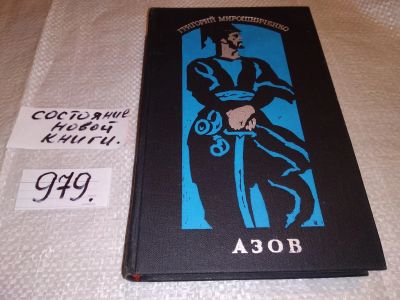 ГРИГОРИЙ МИРОШНИЧЕНКО
состояние
новой
книги.
979.
АЗОВ